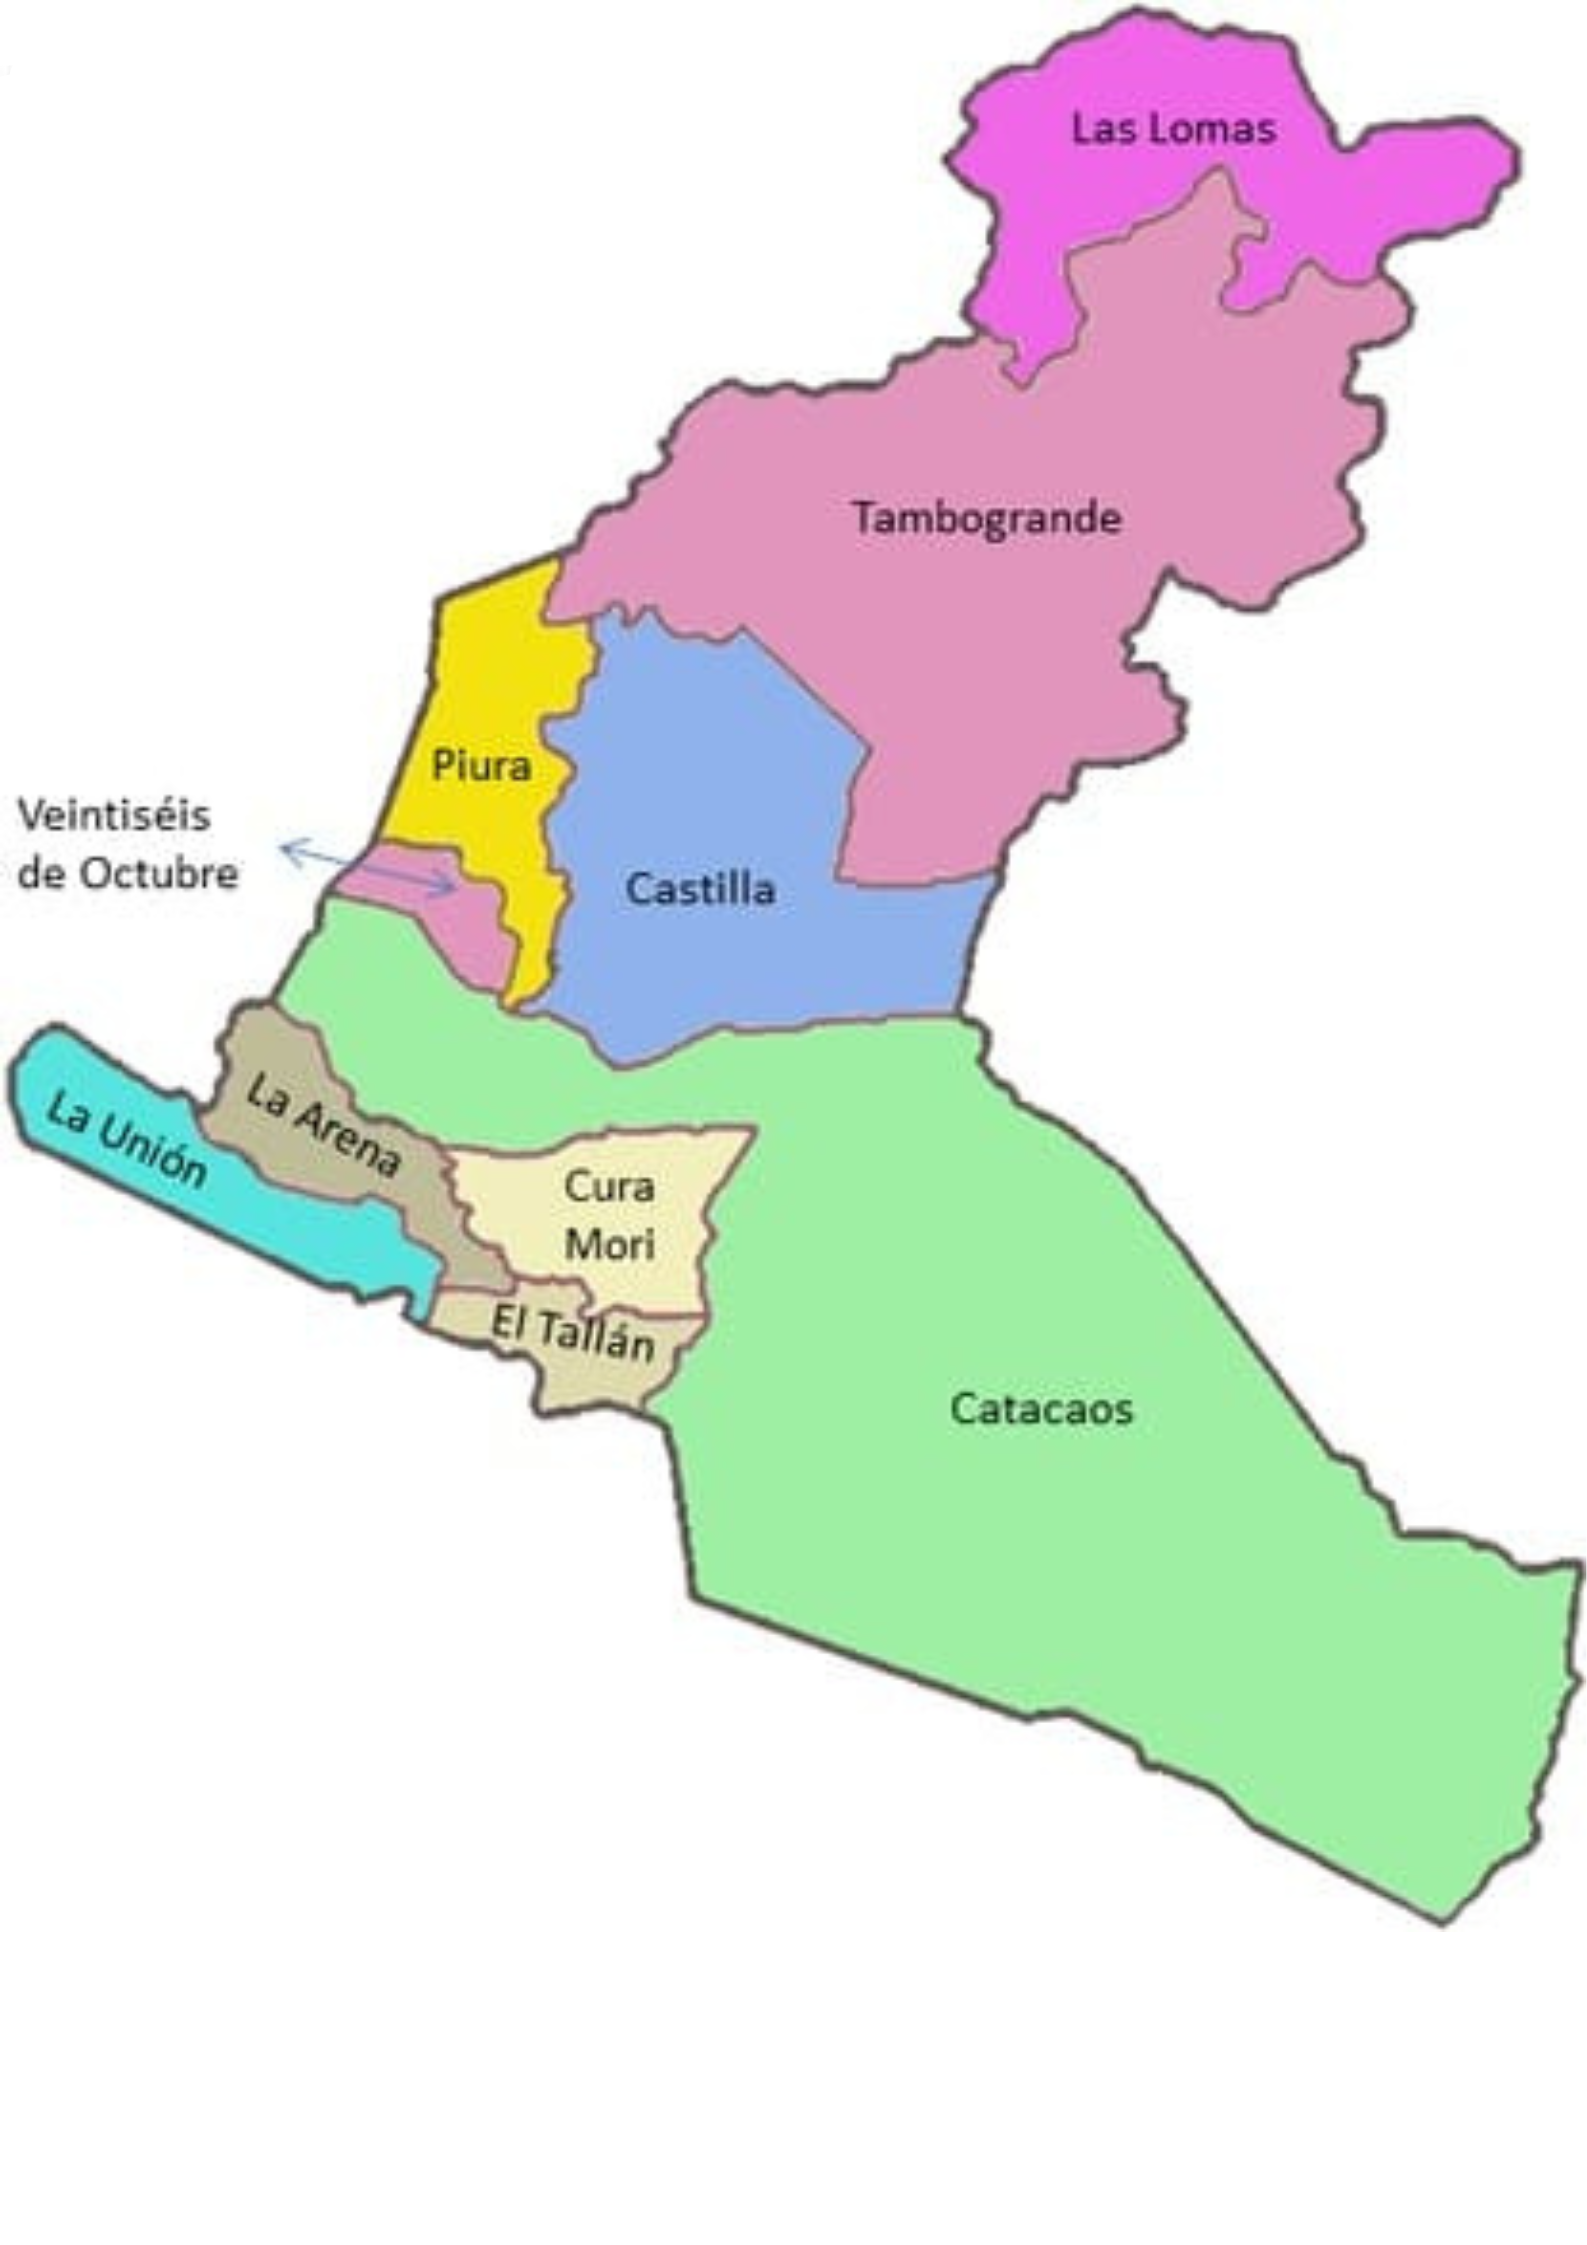 Las Lomas
Tambogrande
Piura
Veintiséis
de Octubre
Castilla
La Arena
La Unión
Cura
Mori
El Tallán
Catacaos